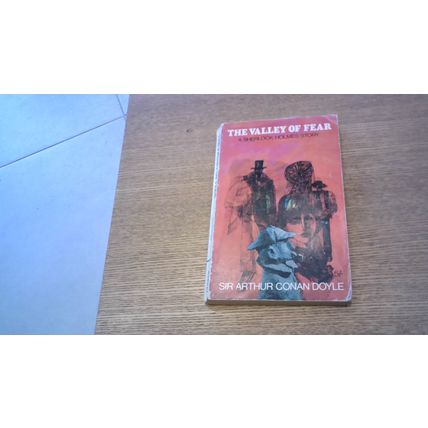 THE VALLEY OF FEAR
A SHERLOCK HOLMES STORY
SIR ARTHUR CONAN DOYLE